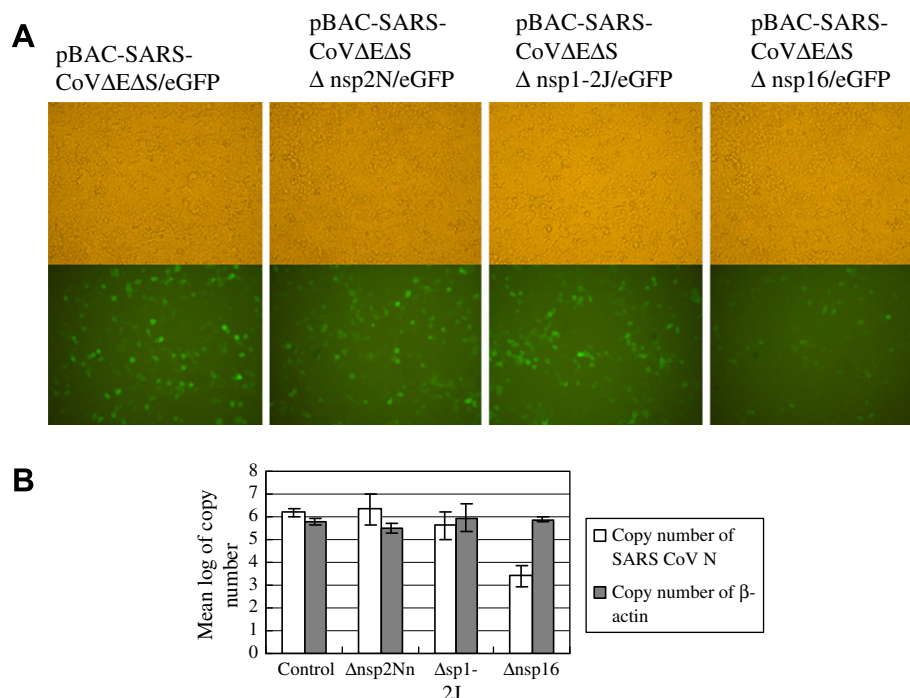 A
pBAC-SARS-
CoVΔEΔS/eGFP
pBAC-SARS-
CoVΔEΔS
Δ nsp2N/eGFP
pBAC-SARS-
CoVΔEΔS
Δ nsp1-2J/eGFP
pBAC-SARS-
CoVΔEΔS
Δ nsp16/eGFP
B
Mean log of copy
number
8
7
6
5
4
3
2
1
0
Control
Δnsp2Nn
Δsp1-
2J
Δnsp16
Copy number of
SARS CoV N
Copy number of β-
actin